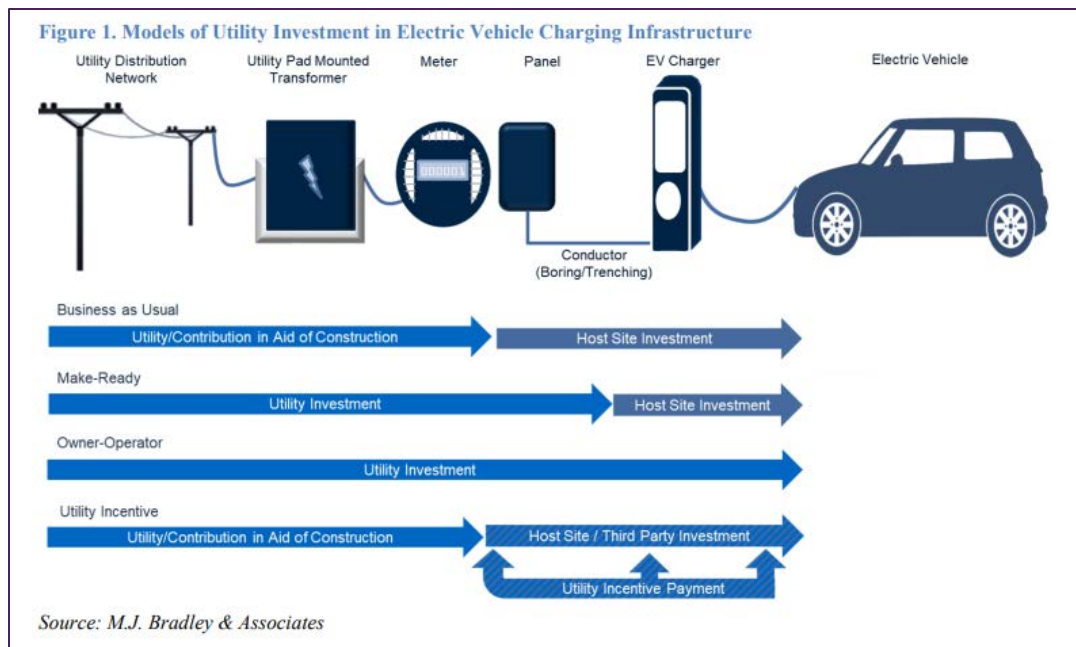 Figure 1. Models of Utility Investment in Electric Vehicle Charging Infrastructure
Utility Distribution
Network
Utility Pad Mounted
Transformer
Meter
Panel
EV Charger
Electric Vehicle
000001
Conductor
(Boring/Trenching)
Business as Usual
Utility/Contribution in Aid of Construction
Host Site Investment
Make-Ready
Utility Investment
Host Site Investment
Owner-Operator
Utility Investment
Utility Incentive
Utility/Contribution in Aid of Construction
Host Site / Third Party Investment
Utility Incentive Payment
Source: M.J. Bradley & Associates